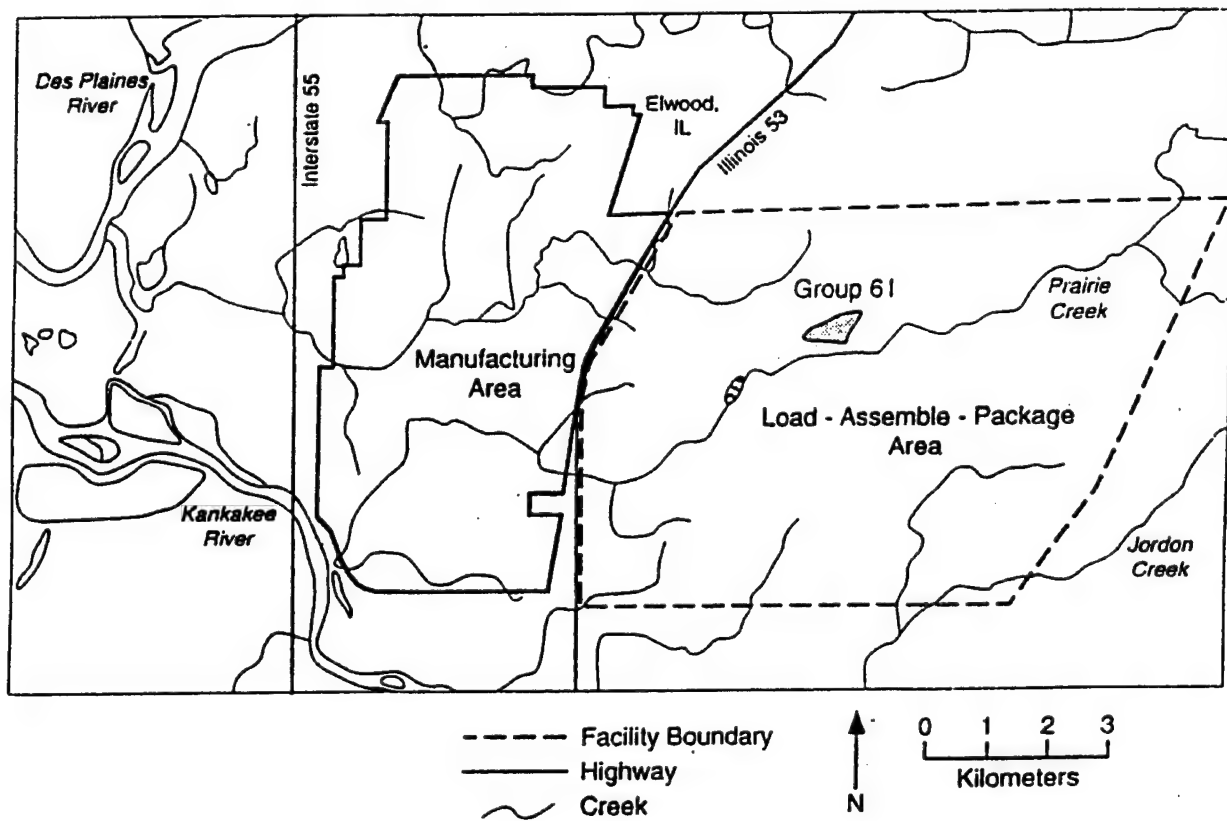 Des Plaines
River
Interstate 55
Elwood,
IL
Illinois 53
Group 61
Prairie
Creek
Manufacturing
Area
Load - Assemble - Package
Area
Kankakee
River
Jordon
Creek
Facility Boundary
Highway
Creek
N
0 1 2 3
Kilometers